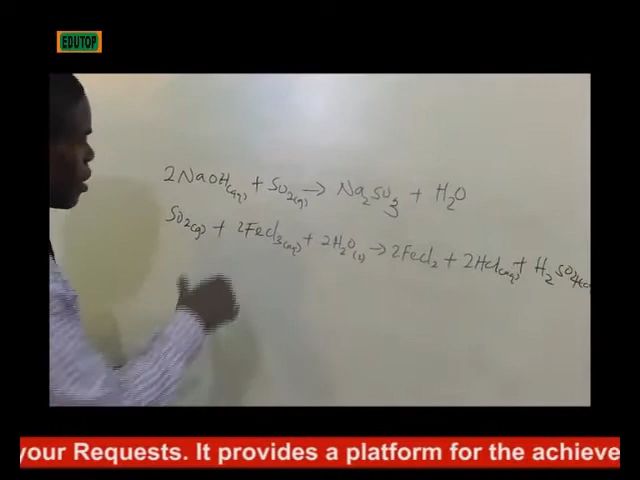 EDUTOP
2NaOH(aq) + SO2(g) → Na2SO3 + H2O
SO2(g) + 2FeCl3(aq) + 2H2O(l) → 2FeCl2 + 2HCl(aq) + H2SO4(aq
your Requests. It provides a platform for the achieve